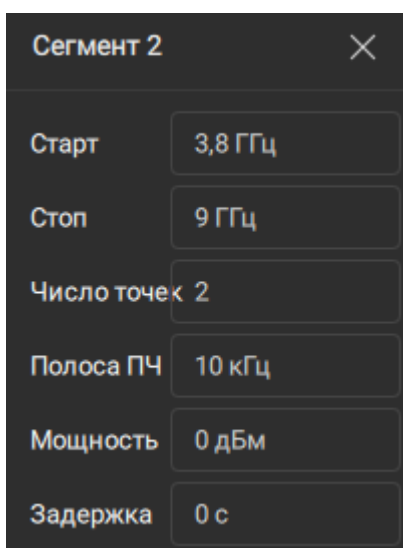 Сегмент 2
Старт 3,8 ГГц
Стоп 9 ГГц
Число точек 2
Полоса ПЧ 10 кГц
Мощность 0 дБм
Задержка 0 с